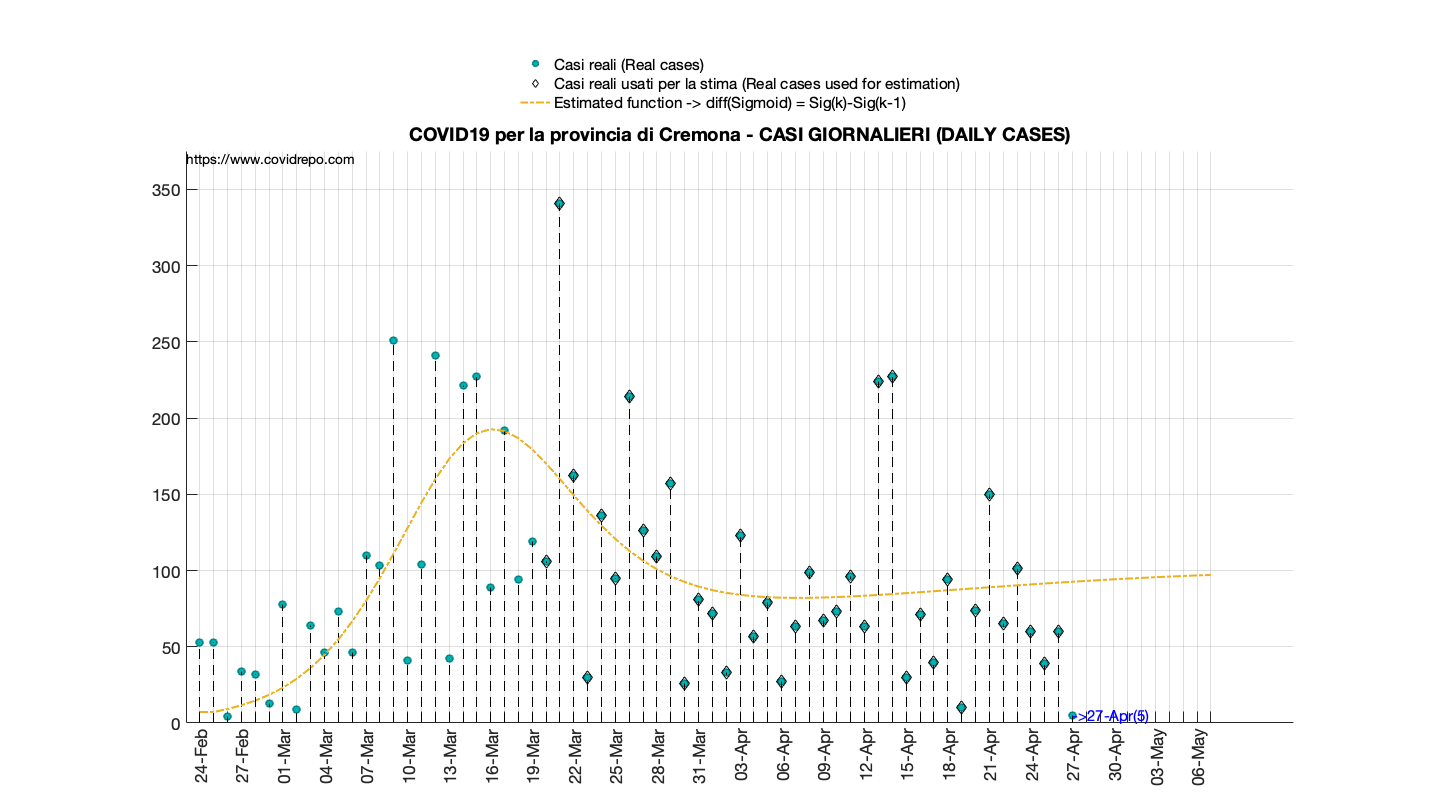 Casi reali (Real cases)
Casi reali usati per la stima (Real cases used for estimation)
Estimated function -> diff(Sigmoid) = Sig(k)-Sig(k-1)
COVID19 per la provincia di Cremona - CASI GIORNALIERI (DAILY CASES)
https://www.covidrepo.com
350
300
250
200
150
100
50
0
->27-Apr(5)
24-Feb
27-Feb
01-Mar
04-Mar
07-Mar
10-Mar
13-Mar
16-Mar
19-Mar
22-Mar
25-Mar
28-Mar
31-Mar
03-Apr
06-Apr
09-Apr
12-Apr
15-Apr
18-Apr
21-Apr
24-Apr
27-Apr
30-Apr
03-May
06-May